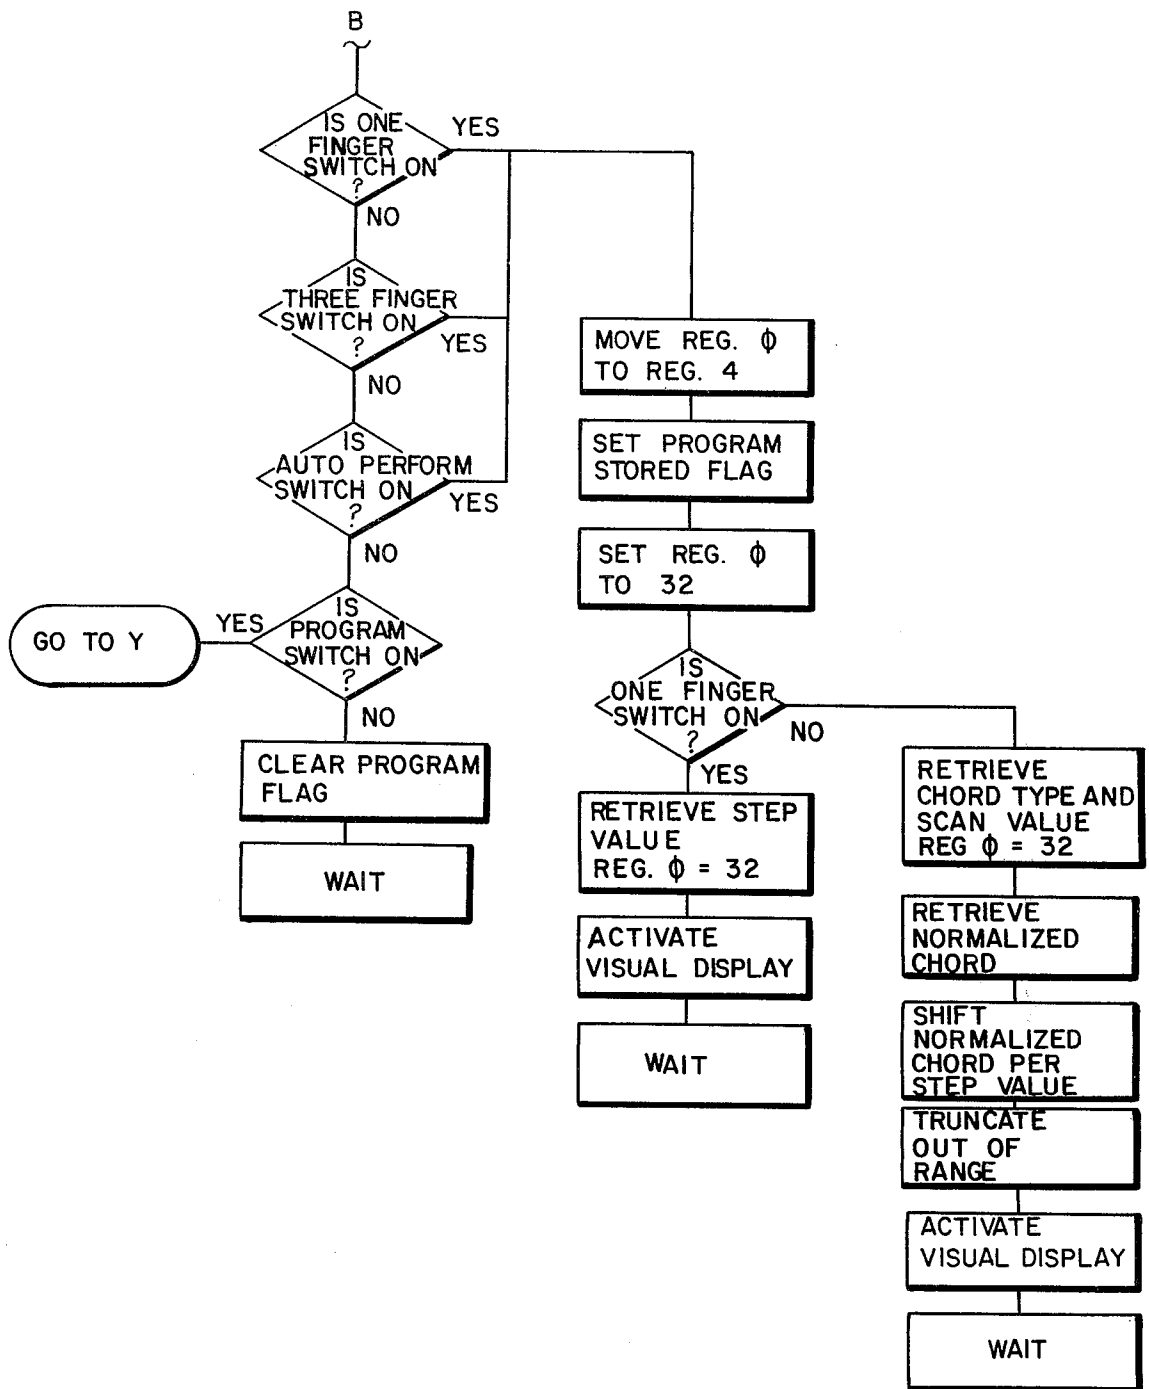 B
IS ONE
FINGER
SWITCH ON
?
YES
NO
IS
THREE FINGER
SWITCH ON
?
YES
NO
IS
AUTO PERFORM
SWITCH ON
?
YES
NO
IS
PROGRAM
SWITCH ON
?
YES
GO TO Y
NO
CLEAR PROGRAM
FLAG
WAIT
MOVE REG. ϕ
TO REG. 4
SET PROGRAM
STORED FLAG
SET REG. ϕ
TO 32
IS
ONE FINGER
SWITCH ON
?
NO
YES
RETRIEVE STEP
VALUE
REG. ϕ = 32
ACTIVATE
VISUAL DISPLAY
WAIT
RETRIEVE
CHORD TYPE AND
SCAN VALUE
REG ϕ = 32
RETRIEVE
NORMALIZED
CHORD
SHIFT
NORMALIZED
CHORD PER
STEP VALUE
TRUNCATE
OUT OF
RANGE
ACTIVATE
VISUAL DISPLAY
WAIT